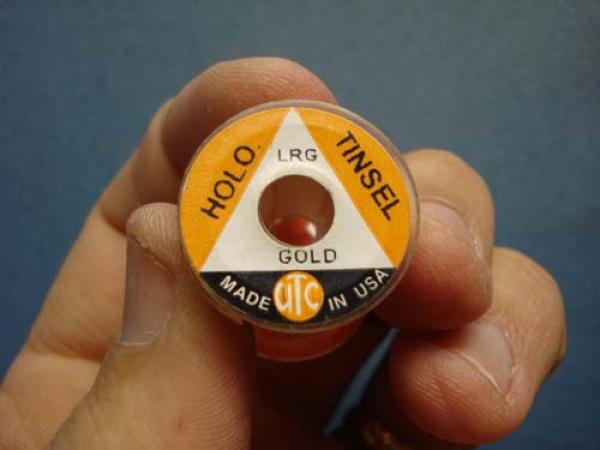 HOLO. TINSEL
LRG
GOLD
MADE UTC IN USA